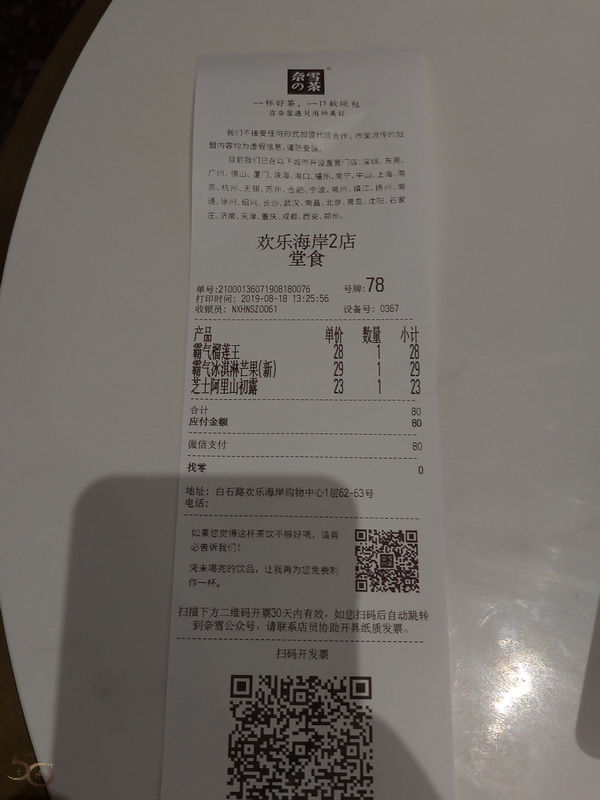 奈雪
の茶
一杯好茶，一口软欧包
在奈雪遇见两种美好
我们不接受任何形式加盟代理合作，市面流传的加
盟内容均为虚假信息，谨防受骗。
目前我们已在以下城市开设直营门店：深圳、东莞、
广州、佛山、厦门、珠海、海口、福州、南宁、中山、上海、南
京、杭州、无锡、苏州、合肥、宁波、常州、镇江、扬州、南
通、徐州、绍兴、长沙、武汉、南昌、北京、青岛、沈阳、石家
庄、济南、天津、重庆、成都、西安、郑州。
欢乐海岸2店
堂食
单号:2100013607190818​0076 号牌:78
打印时间: 2019-08-18 13:25:56
收银员: NXHNSZ0061 设备号: 0367
产品 单价 数量 小计
霸气榴莲王 28 1 28
霸气冰淇淋芒果(新) 29 1 29
芝士阿里山初露 23 1 23
合计 80
应付金额 80
微信支付 80
找零 0
地址: 白石路欢乐海岸购物中心1层62-63号
电话:
如果您觉得这杯茶饮不够好喝，请务
必告诉我们！
凭未喝完的饮品，让我再为您免费制
作一杯。
扫描下方二维码开票30天内有效，如您扫码后自动跳转
到奈雪公众号，请联系店员协助开具纸质发票。
扫码开发票
50